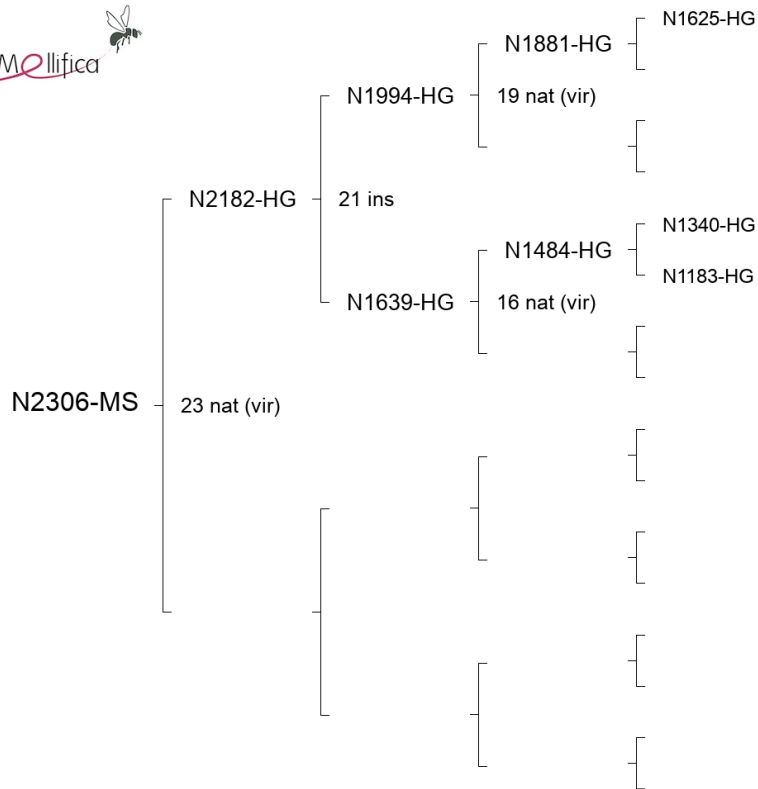 Mellifica
N1625-HG
N1881-HG
N1994-HG
19 nat (vir)
N2182-HG
21 ins
N1340-HG
N1484-HG
N1183-HG
N1639-HG
16 nat (vir)
N2306-MS
23 nat (vir)